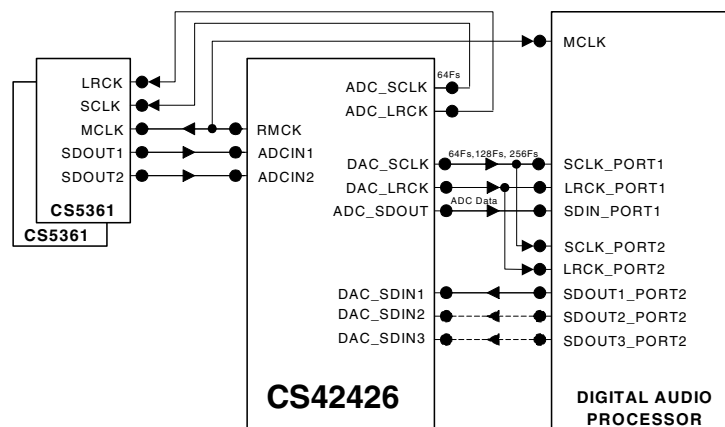 LRCK
SCLK
MCLK
SDOUT1
SDOUT2
CS5361
CS5361
ADC_SCLK
ADC_LRCK
RMCK
ADCIN1
ADCIN2
DAC_SCLK
DAC_LRCK
ADC_SDOUT
DAC_SDIN1
DAC_SDIN2
DAC_SDIN3
CS42426
64Fs
64Fs,128Fs, 256Fs
ADC Data
MCLK
SCLK_PORT1
LRCK_PORT1
SDIN_PORT1
SCLK_PORT2
LRCK_PORT2
SDOUT1_PORT2
SDOUT2_PORT2
SDOUT3_PORT2
DIGITAL AUDIO
PROCESSOR